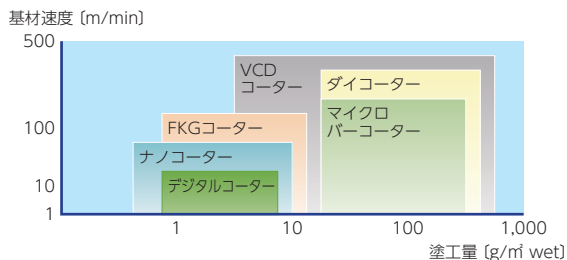 基材速度〔m/min〕
500
VCD
コーター
ダイコーター
マイクロ
バーコーター
100
FKGコーター
ナノコーター
10
デジタルコーター
1
1
10
100
1,000
塗工量〔g/㎡ wet〕